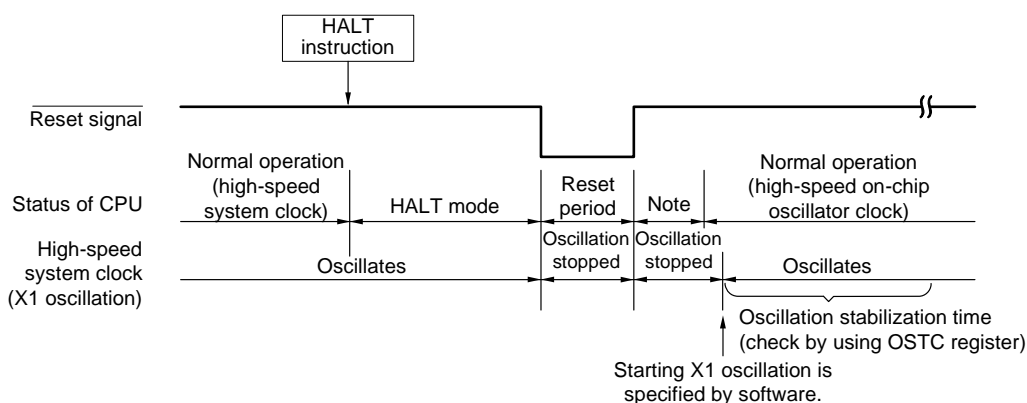 HALT
instruction
Reset signal
Normal operation
(high-speed
system clock)
Reset
period
Normal operation
(high-speed on-chip
oscillator clock)
Status of CPU
HALT mode
Note
High-speed
system clock
(X1 oscillation)
Oscillates
Oscillation
stopped
Oscillation
stopped
Oscillates
Oscillation stabilization time
(check by using OSTC register)
Starting X1 oscillation is
specified by software.